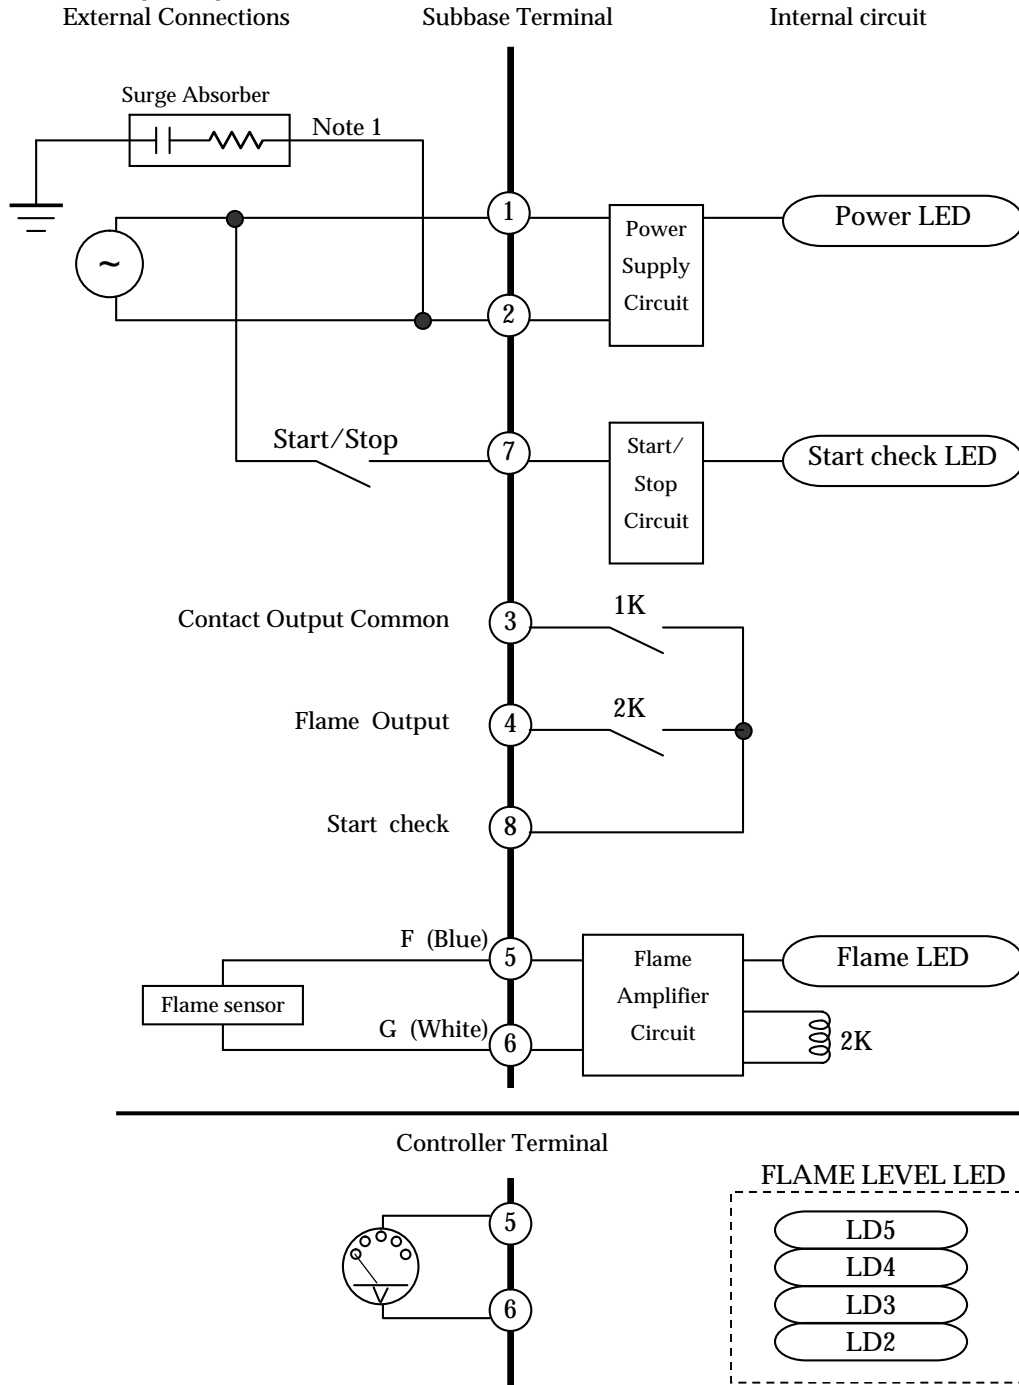 External Connections
Subbase Terminal
Internal circuit
Surge Absorber
Note 1
1
Power
Supply
Circuit
Power LED
~
2
Start/Stop
7
Start/
Stop
Circuit
Start check LED
Contact Output Common
3
1K
Flame Output
4
2K
Start check
8
F (Blue)
5
Flame
Amplifier
Circuit
Flame LED
Flame sensor
G (White)
6
2K
Controller Terminal
FLAME LEVEL LED
5
LD5
LD4
V
6
LD3
LD2